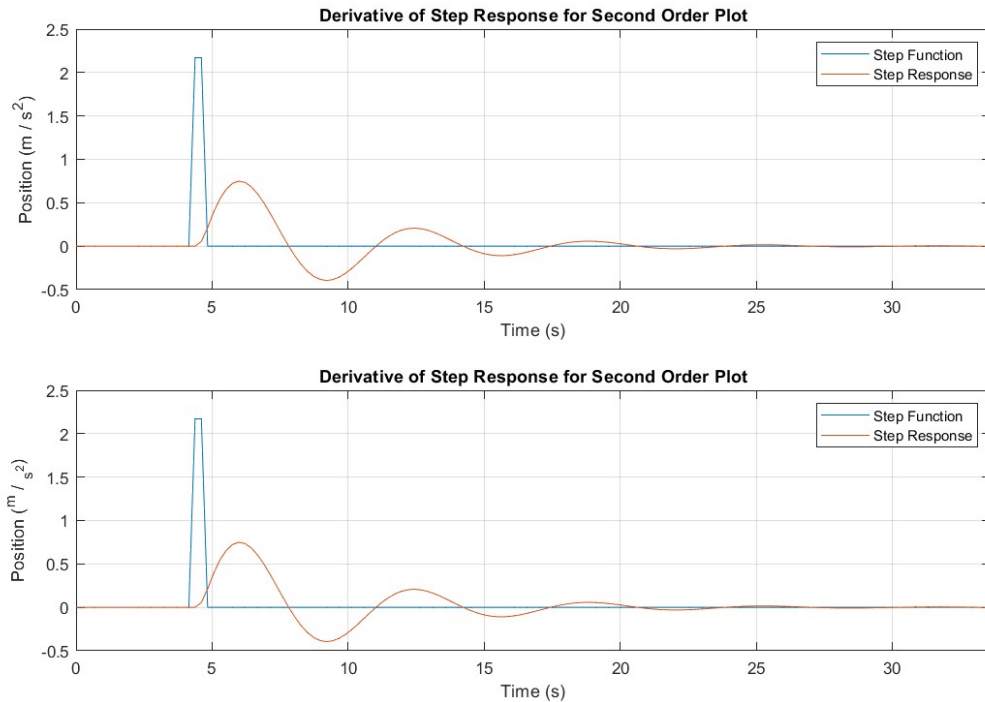 Derivative of Step Response for Second Order Plot
2.5
2
1.5
1
0.5
0
-0.5
Position (m / s²)
Step Function
Step Response
0 5 10 15 20 25 30
Time (s)
Derivative of Step Response for Second Order Plot
2.5
2
1.5
1
0.5
0
-0.5
Position (ᵐ / s²)
Step Function
Step Response
0 5 10 15 20 25 30
Time (s)